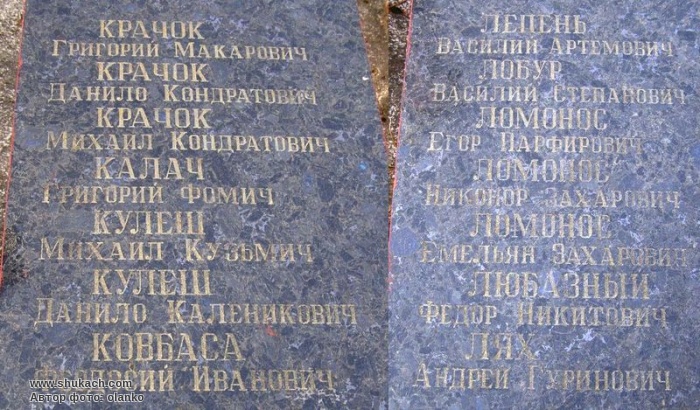 КРАЧОК
ГРИГОРИЙ МАКАРОВИЧ
КРАЧОК
ДАНИЛО КОНДРАТОВИЧ
КРАЧОК
МИХАИЛ КОНДРАТОВИЧ
КАЛАЧ
ГРИГОРИЙ ФОМИЧ
КУЛЕШ
МИХАИЛ КУЗЬМИЧ
КУЛЕШ
ДАНИЛО КАЛЕНИКОВИЧ
КОВБАСА
ИВАНОВИЧ
www.shukach.com
Автор фото: olanko
ЛЕПЕНЬ
ВАСИЛИЙ АРТЕМОВИЧ
ЛОБУР
ВАСИЛИЙ СТЕПАНОВИЧ
ЛОМОНОС
ЕГОР ПАРФИРОВИЧ
ЛОМОНОС
НИКОНОР ЗАХАРОВИЧ
ЛОМОНОС
ЕМЕЛЬЯН ЗАХАРОВИЧ
ЛЮБАЗНЫЙ
ФЕДОР НИКИТОВИЧ
ЛЯХ
АНДРЕЙ ГУРИНОВИЧ